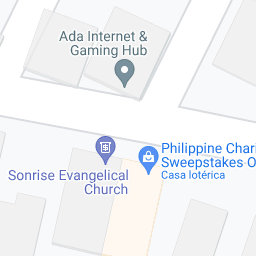 Ada Internet &
Gaming Hub
Philippine Chari
Sweepstakes O
Casa lotérica
Sonrise Evangelical
Church